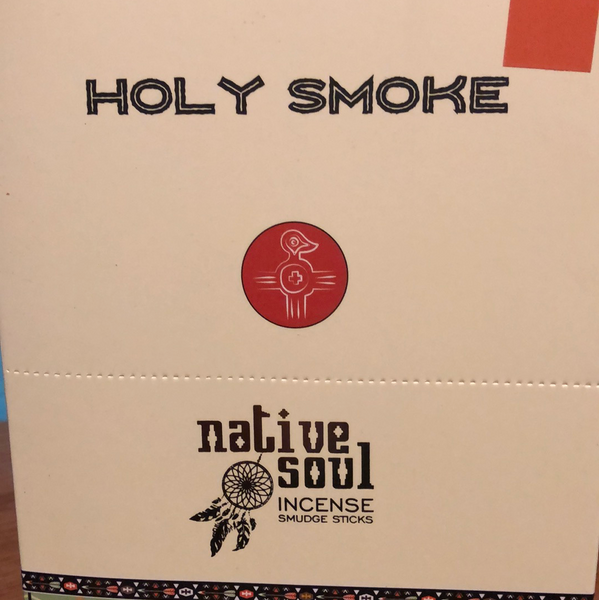 HOLY SMOKE
native
soul
INCENSE
SMUDGE STICKS